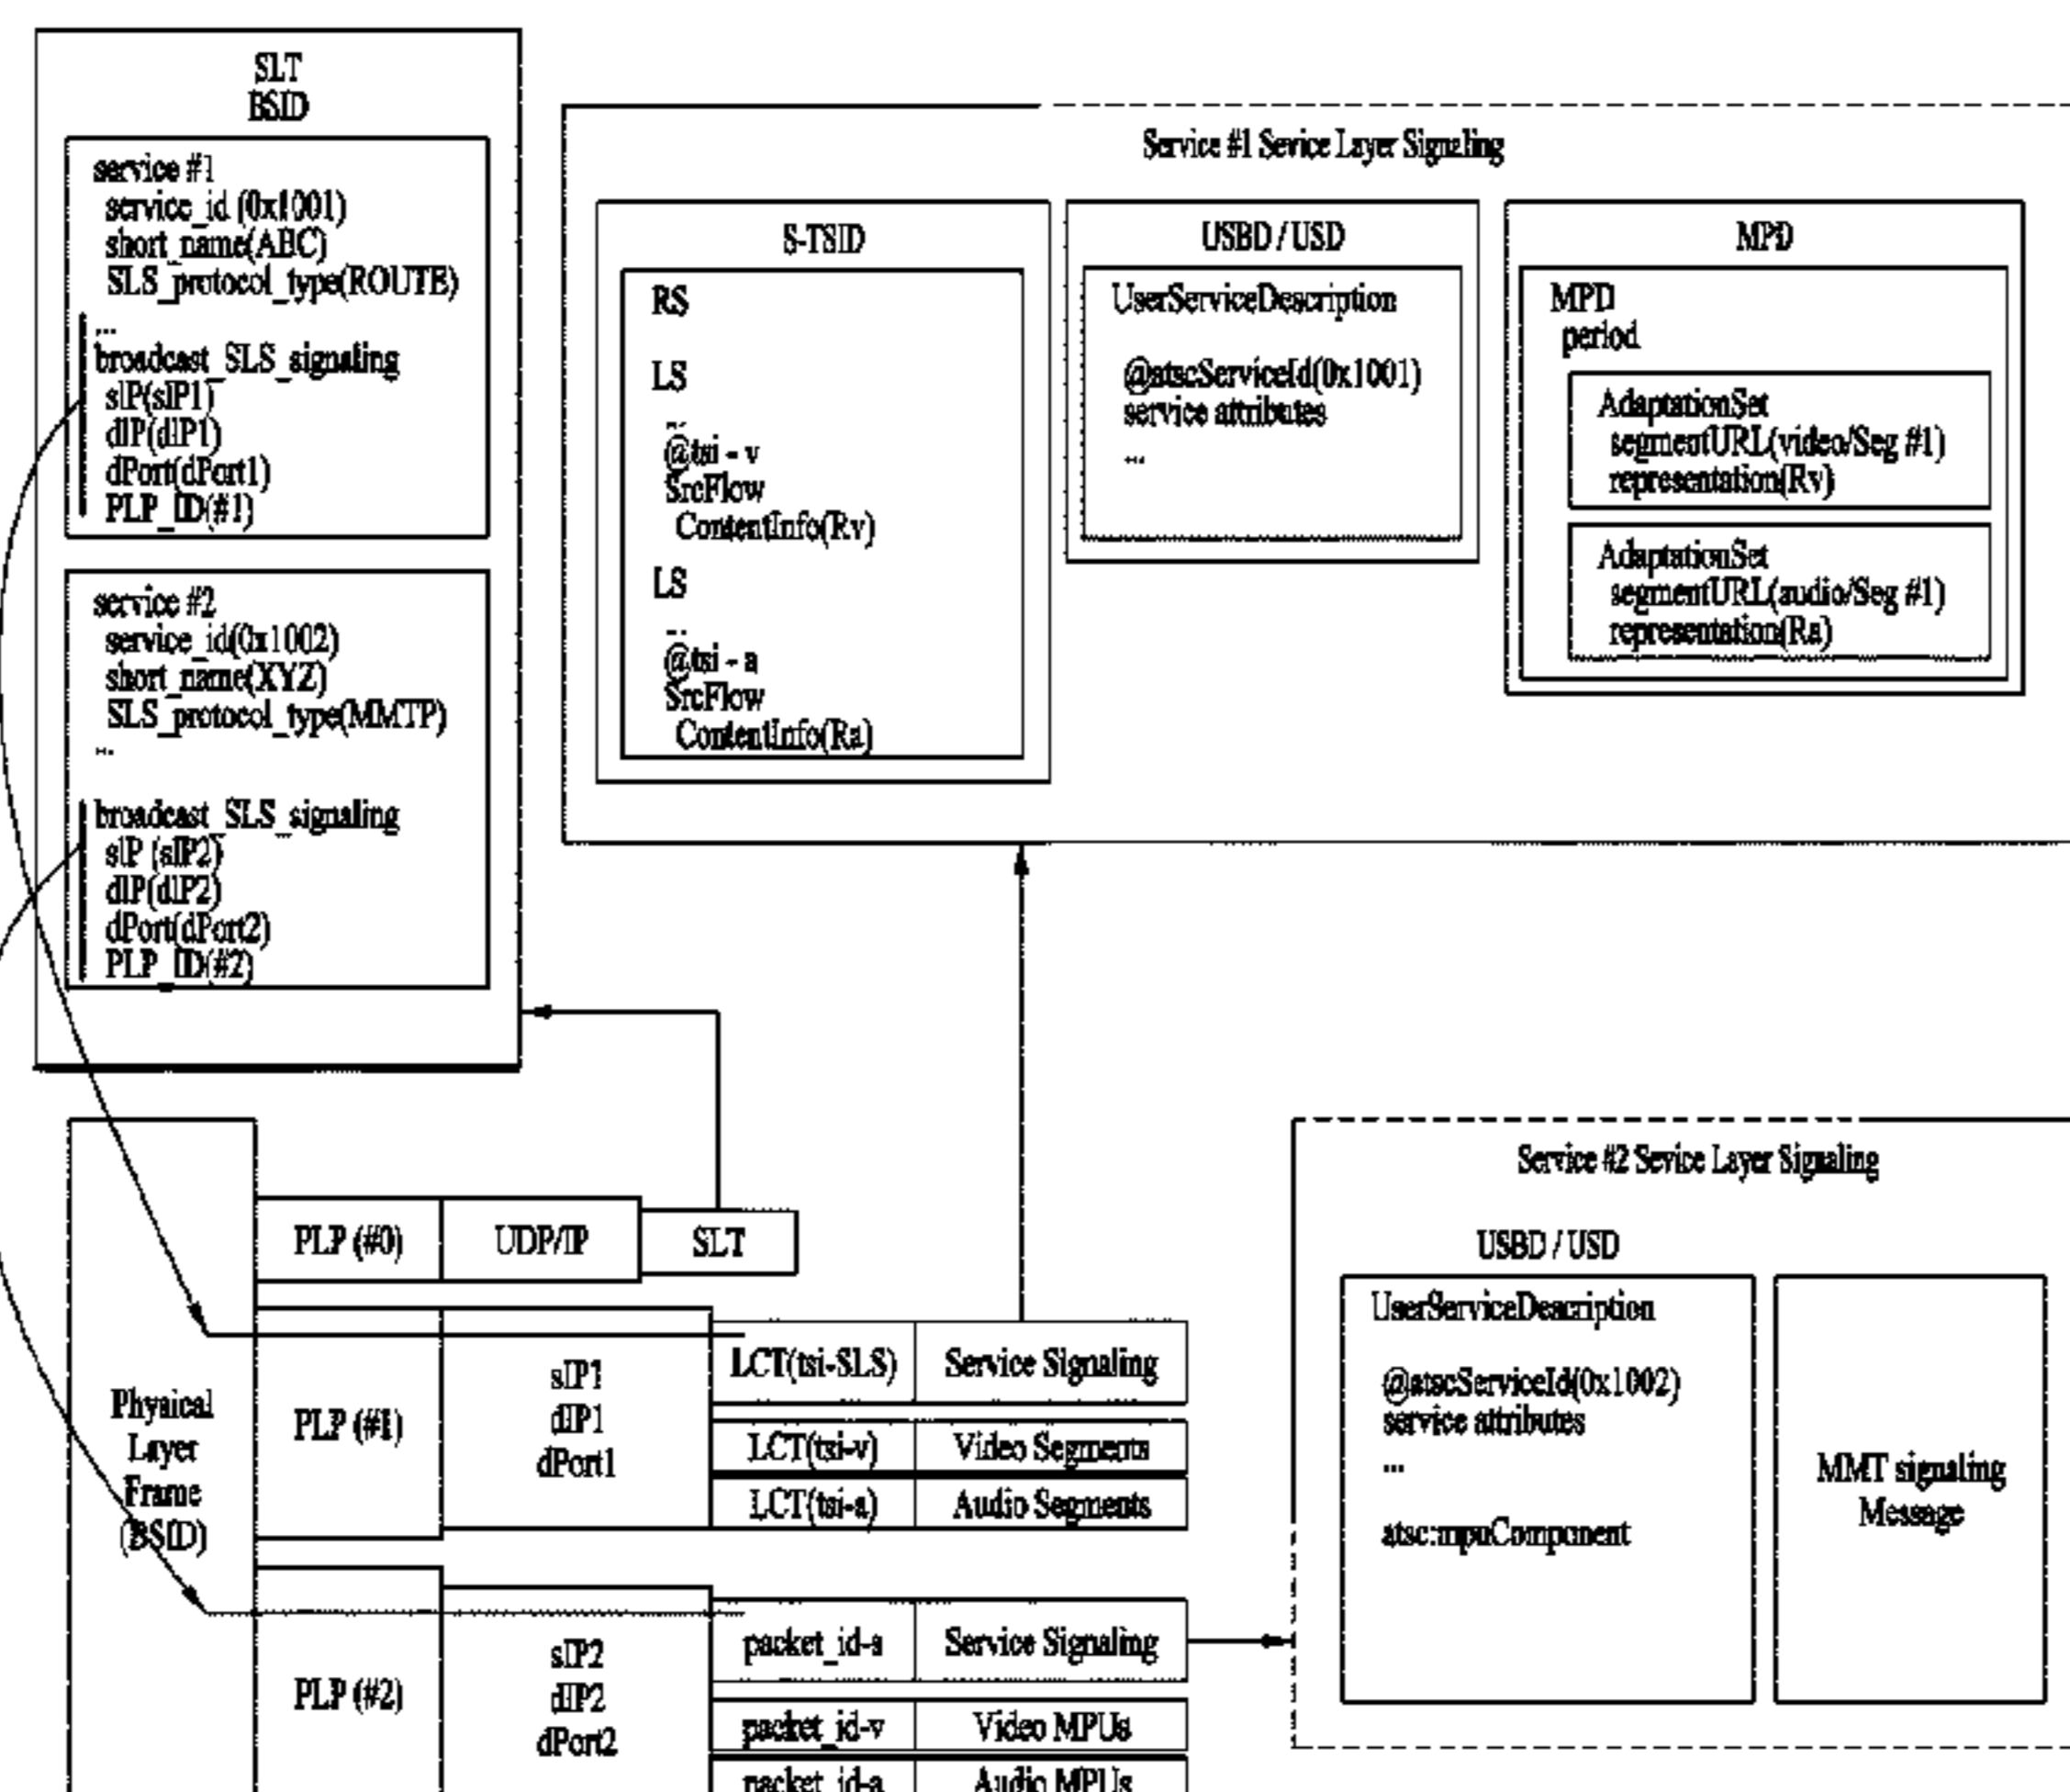 SLT
BSID
service #1
service_id (0x1001)
short_name(ABC)
SLS_protocol_type(ROUTE)
...
broadcast_SLS_signaling
sIP(sIP1)
dIP(dIP1)
dPort(dPort1)
PLP_ID(#1)
service #2
service_id(0x1002)
short_name(XYZ)
SLS_protocol_type(MMTP)
...
broadcast_SLS_signaling
sIP (sIP2)
dIP(dIP2)
dPort(dPort2)
PLP_ID(#2)
Service #1 Sevice Layer Signaling
S-TSID
RS
LS
...
@tsi - v
SrcFlow
ContentInfo(Rv)
LS
...
@tsi - a
SrcFlow
ContentInfo(Ra)
USBD / USD
UserServiceDescription
@atscServiceId(0x1001)
service attributes
...
MPD
MPD
period
AdaptationSet
segmentURL(video/Seg #1)
representation(Rv)
AdaptationSet
segmentURL(audio/Seg #1)
representation(Ra)
Physical
Layer
Frame
(BSID)
PLP (#0)
UDP/IP
SLT
PLP (#1)
sIP1
dIP1
dPort1
LCT(tsi-SLS)
Service Signaling
LCT(tsi-v)
Video Segments
LCT(tsi-a)
Audio Segments
PLP (#2)
sIP2
dIP2
dPort2
packet_id-s
Service Signaling
packet_id-v
Video MPUs
packet_id-a
Audio MPUs
Service #2 Sevice Layer Signaling
USBD / USD
UserServiceDescription
@atscServiceId(0x1002)
service attributes
...
atsc:mpuComponent
MMT signaling
Message